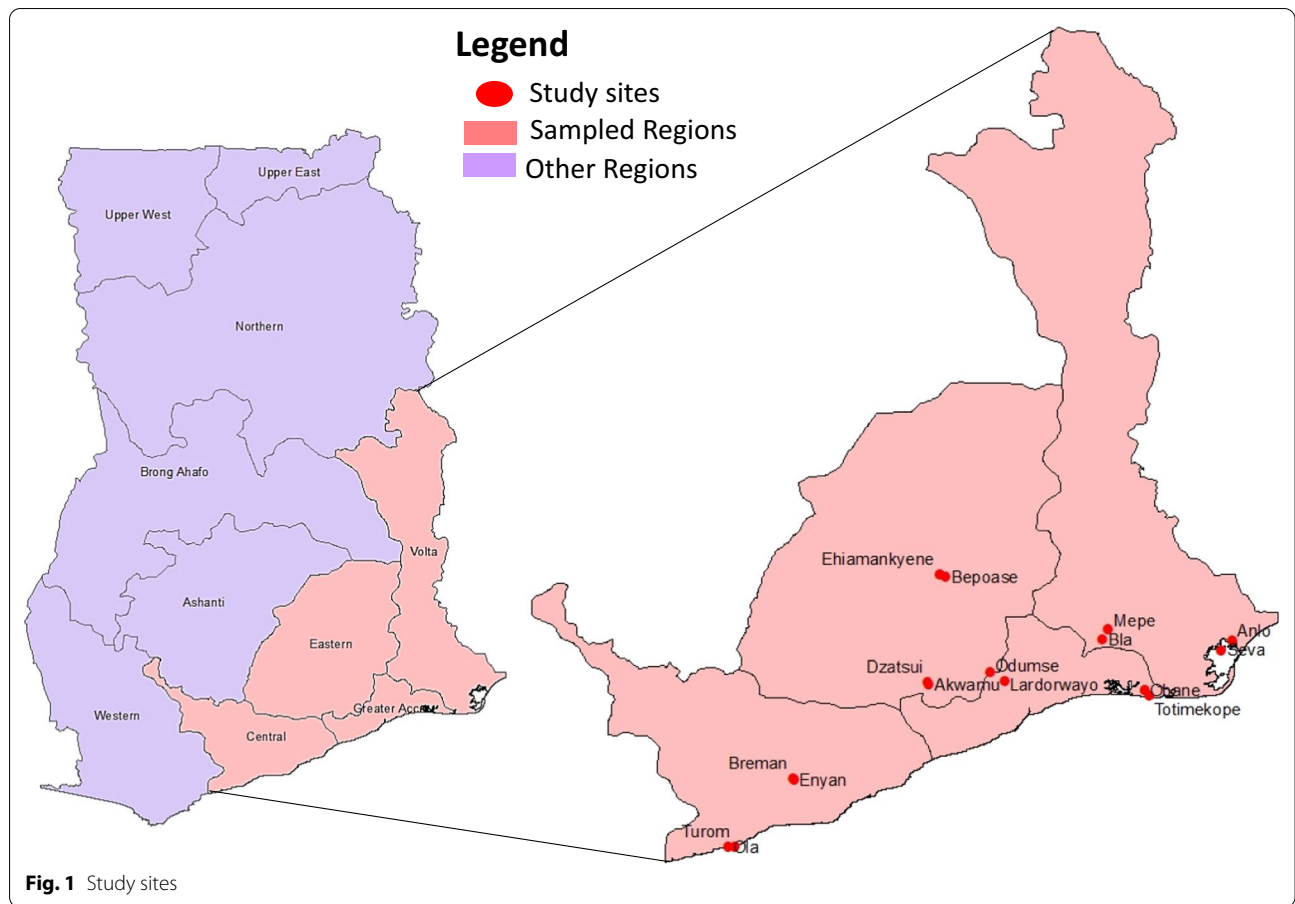 Legend
Study sites
Sampled Regions
Other Regions
Upper East
Upper West
Northern
Brong Ahafo
Volta
Ashanti
Eastern
Western
Greater Accra
Central
Ehiamankyene
Bepoase
Mepe
Bla
Anlo
Seva
Dzatsui
Odumse
Akwamu
Lardorwayo
Ohane
Totimekope
Breman
Enyan
Turom
Ola
Fig. 1 Study sites